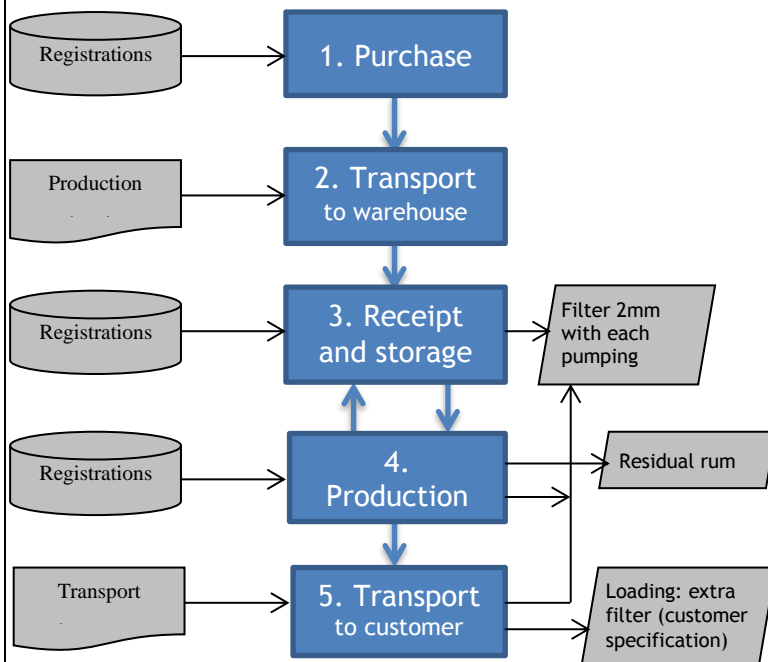 Registrations
1. Purchase
Production
2. Transport
to warehouse
Registrations
3. Receipt
and storage
Filter 2mm
with each
pumping
Registrations
4.
Production
Residual rum
Transport
5. Transport
to customer
Loading: extra
filter (customer
specification)